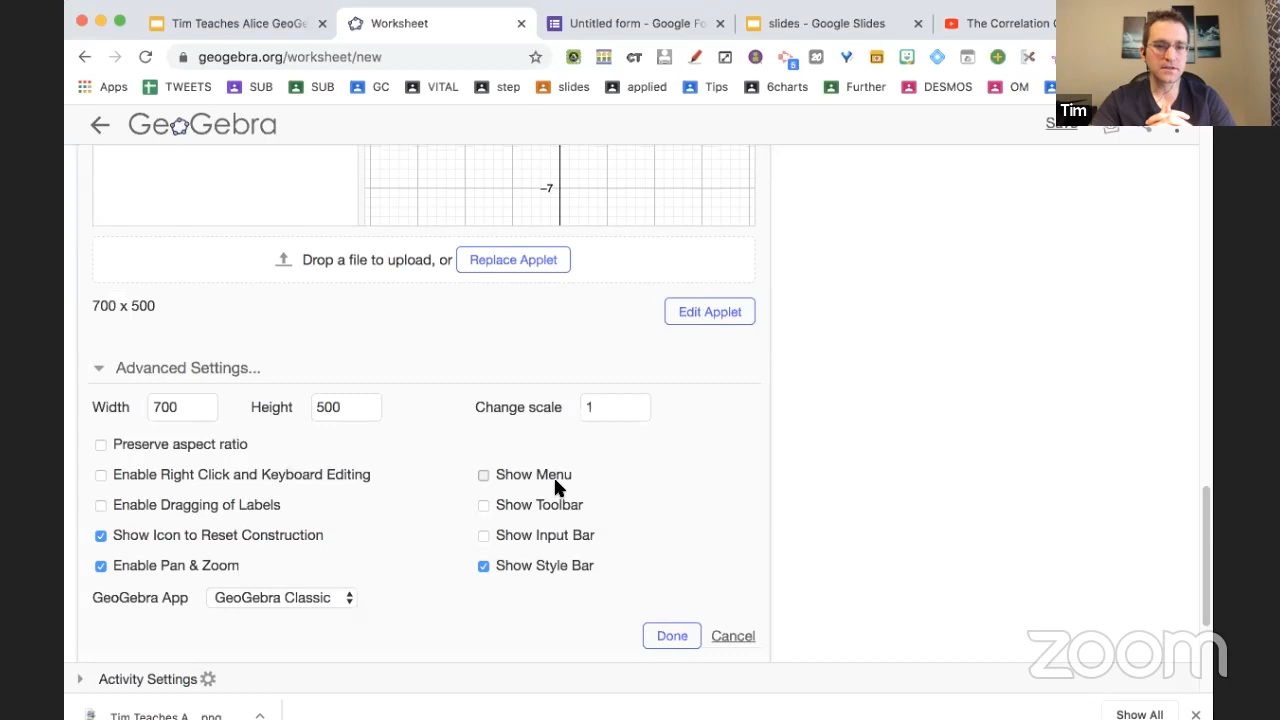 Tim Teaches Alice GeoGe
Worksheet
Untitled form - Google Fo
slides - Google Slides
The Correlation C
geogebra.org/worksheet/new
Apps TWEETS SUB SUB GC VITAL step slides applied Tips 6charts Further DESMOS OM
Tim
GeoGebra
Save
−7
Drop a file to upload, or Replace Applet
700 x 500
Edit Applet
Advanced Settings...
Width 700 Height 500 Change scale 1
Preserve aspect ratio
Enable Right Click and Keyboard Editing Show Menu
Enable Dragging of Labels Show Toolbar
Show Icon to Reset Construction Show Input Bar
Enable Pan & Zoom Show Style Bar
GeoGebra App GeoGebra Classic
Done Cancel
zoom
Activity Settings
Tim Teaches A....png
Show All